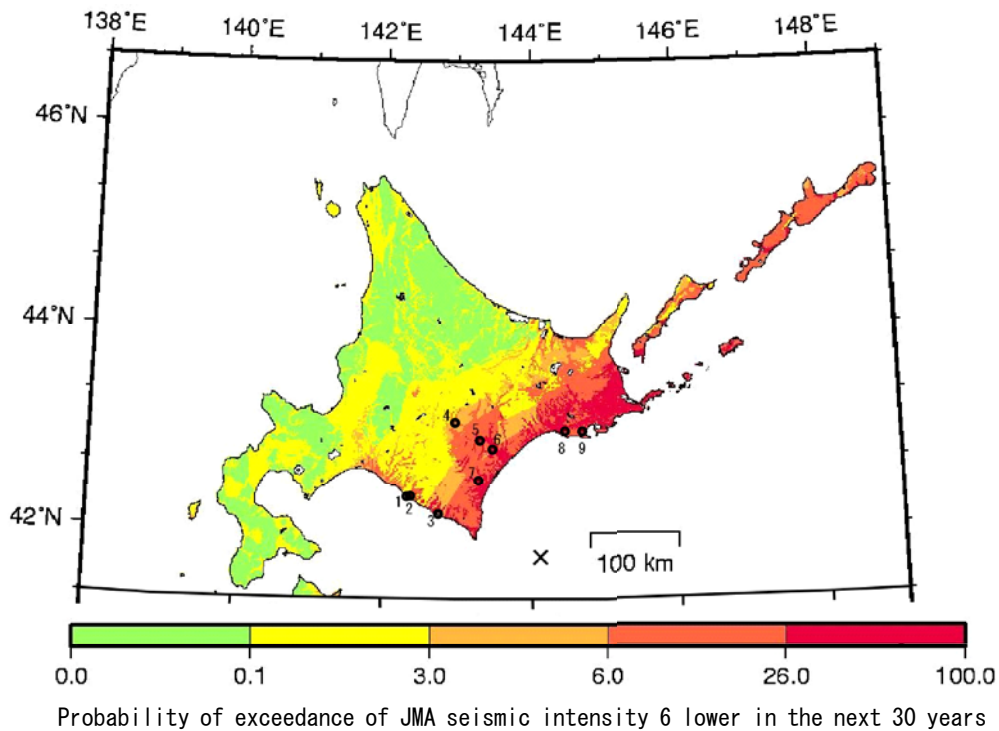 138°E 140°E 142°E 144°E 146°E 148°E
46°N
44°N
42°N
4
5
6
7
8 9
1 2
3
100 km
0.0 0.1 3.0 6.0 26.0 100.0
Probability of exceedance of JMA seismic intensity 6 lower in the next 30 years